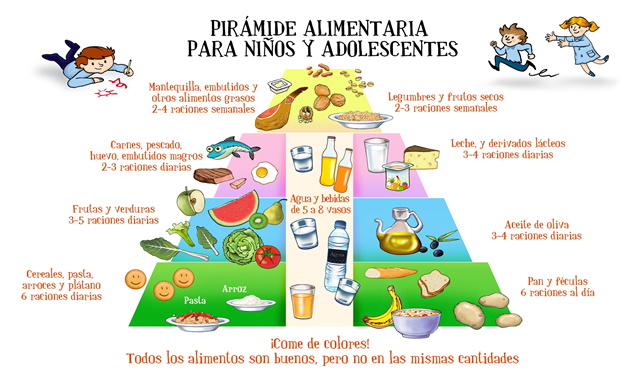 PIRÁMIDE ALIMENTARIA
PARA NIÑOS Y ADOLESCENTES
Mantequilla, embutidos y
otros alimentos grasos
2-4 raciones semanales
Legumbres y frutos secos
2-3 raciones semanales
Carnes, pescado,
huevo, embutidos magros
2-3 raciones diarias
Leche, y derivados lácteos
3-4 raciones diarias
Agua y bebidas
de 5 a 8 vasos
Frutas y verduras
3-5 raciones diarias
Aceite de oliva
3-4 raciones diarias
Agua
Cereales, pasta,
arroces y plátano
6 raciones diarias
Arroz
Pasta
Pan y féculas
6 raciones al día
¡Come de colores!
Todos los alimentos son buenos, pero no en las mismas cantidades